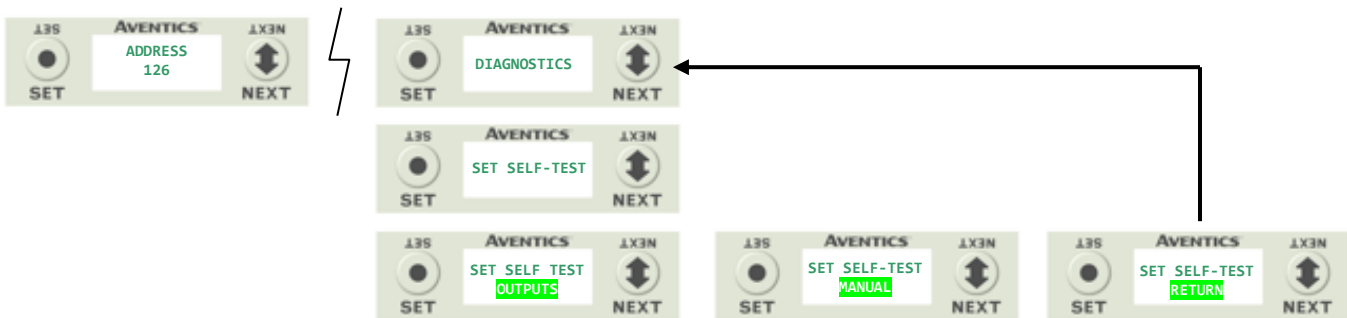 SET AVENTICS NEXT
ADDRESS
126
SET NEXT
SET AVENTICS NEXT
DIAGNOSTICS
SET NEXT
SET AVENTICS NEXT
SET SELF-TEST
SET NEXT
SET AVENTICS NEXT
SET SELF TEST
OUTPUTS
SET NEXT
SET AVENTICS NEXT
SET SELF-TEST
MANUAL
SET NEXT
SET AVENTICS NEXT
SET SELF-TEST
RETURN
SET NEXT